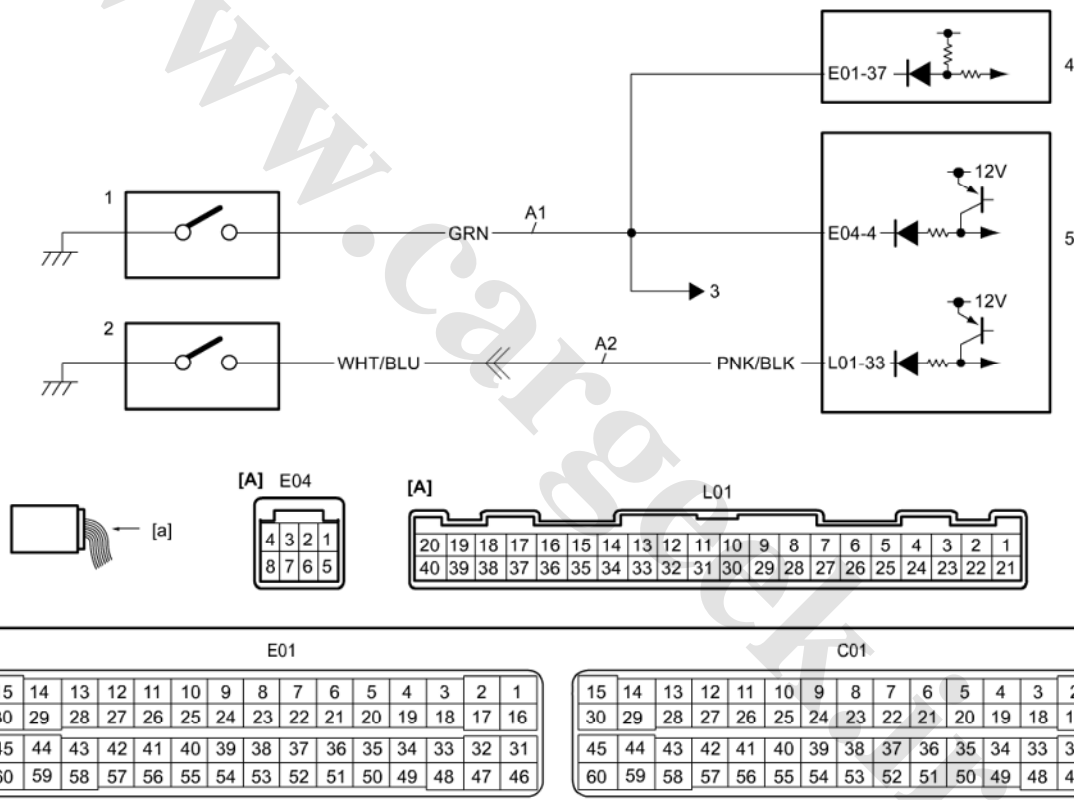 www.cargeek.ir
E01-37
4
12V
1
A1
GRN
E04-4
5
3
12V
2
A2
WHT/BLU
PNK/BLK
L01-33
[A] E04
[A]
L01
[a]
4 3 2 1
8 7 6 5
20 19 18 17 16 15 14 13 12 11 10 9 8 7 6 5 4 3 2 1
40 39 38 37 36 35 34 33 32 31 30 29 28 27 26 25 24 23 22 21
E01
C01
5 14 13 12 11 10 9 8 7 6 5 4 3 2 1
30 29 28 27 26 25 24 23 22 21 20 19 18 17 16
45 44 43 42 41 40 39 38 37 36 35 34 33 32 31
60 59 58 57 56 55 54 53 52 51 50 49 48 47 46
15 14 13 12 11 10 9 8 7 6 5 4 3 2
30 29 28 27 26 25 24 23 22 21 20 19 18 1
45 44 43 42 41 40 39 38 37 36 35 34 33 3
60 59 58 57 56 55 54 53 52 51 50 49 48 4